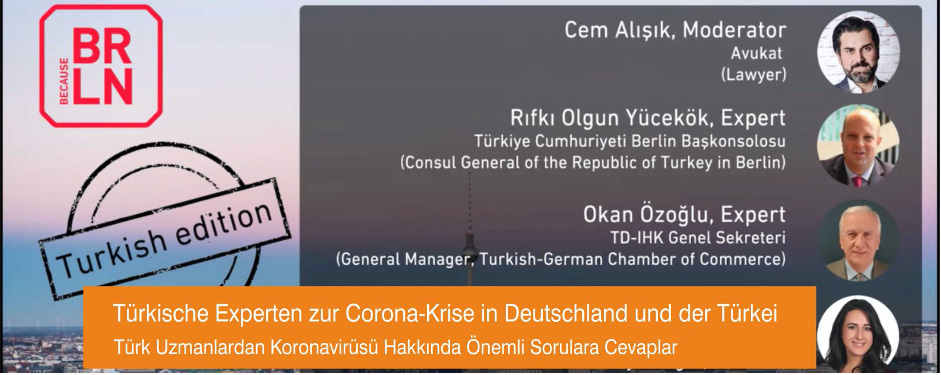 BECAUSE
BR
LN
Turkish edition
Cem Alışık, Moderator
Avukat
(Lawyer)
Rıfkı Olgun Yücekök, Expert
Türkiye Cumhuriyeti Berlin Başkonsolosu
(Consul General of the Republic of Turkey in Berlin)
Okan Özoğlu, Expert
TD-IHK Genel Sekreteri
(General Manager, Turkish-German Chamber of Commerce)
Türkische Experten zur Corona-Krise in Deutschland und der Türkei
Türk Uzmanlardan Koronavirüsü Hakkında Önemli Sorulara Cevaplar